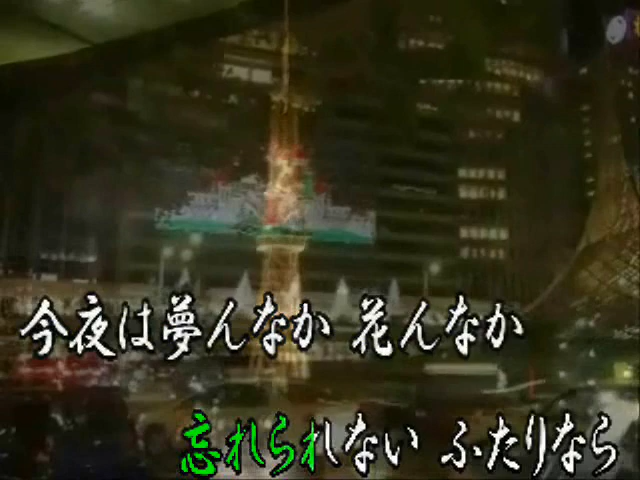 今夜は夢んなか 花んなか
忘れられしない ふたりなら